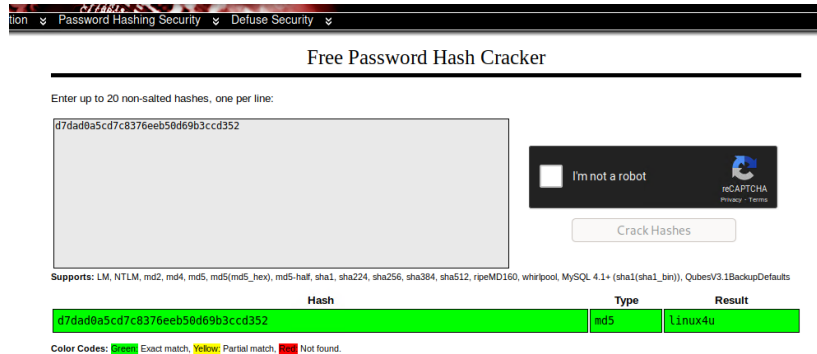 tion Password Hashing Security Defuse Security
Free Password Hash Cracker
Enter up to 20 non-salted hashes, one per line:
d7dad0a5cd7c8376eeb50d69b3ccd352
I'm not a robot
reCAPTCHA
Privacy - Terms
Crack Hashes
Supports: LM, NTLM, md2, md4, md5, md5(md5_hex), md5-half, sha1, sha224, sha256, sha384, sha512, ripeMD160, whirlpool, MySQL 4.1+ (sha1(sha1_bin)), QubesV3.1BackupDefaults
Hash Type Result
d7dad0a5cd7c8376eeb50d69b3ccd352 md5 linux4u
Color Codes: Green: Exact match, Yellow: Partial match, Red: Not found.